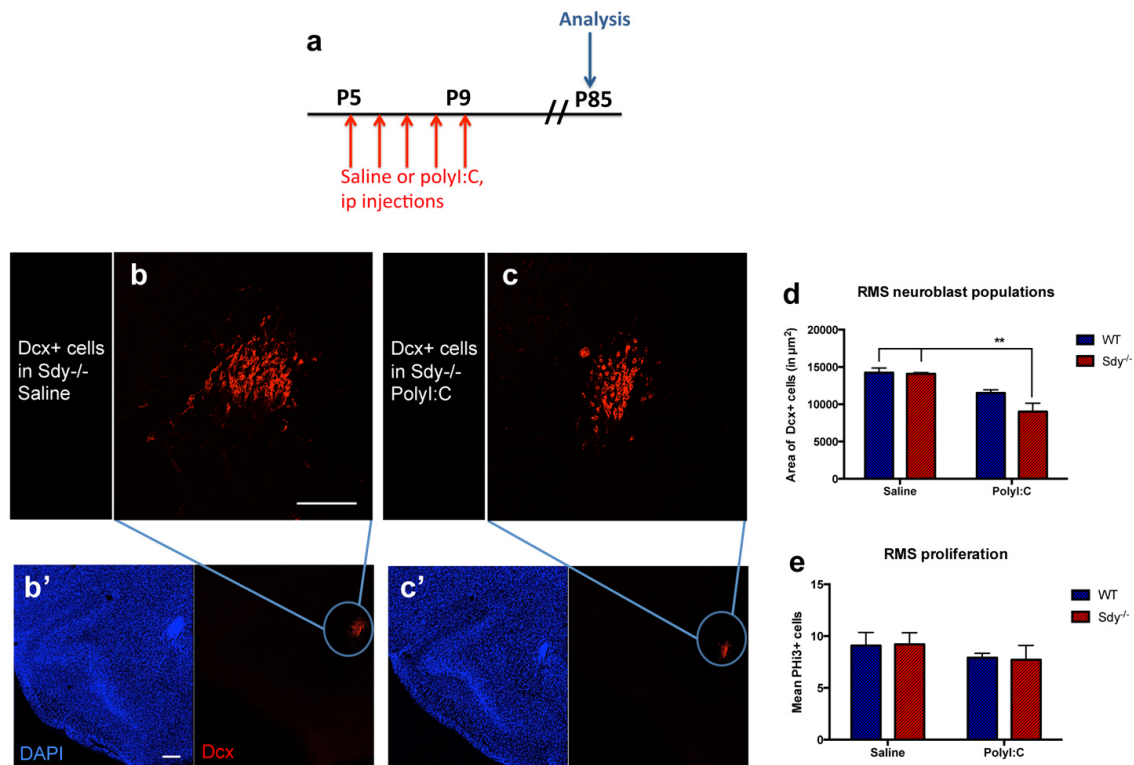 a
Analysis
P5
P9
P85
Saline or polyI:C,
ip injections
b
Dcx+ cells
in Sdy-/-
Saline
c
Dcx+ cells
in Sdy-/-
PolyI:C
b’
DAPI
Dcx
c’
d
RMS neuroblast populations
Area of Dcx+ cells (in µm²)
20000
15000
10000
5000
0
**
Saline
PolyI:C
WT
Sdy-/-
e
RMS proliferation
Mean PHi3+ cells
15
10
5
0
Saline
PolyI:C
WT
Sdy-/-